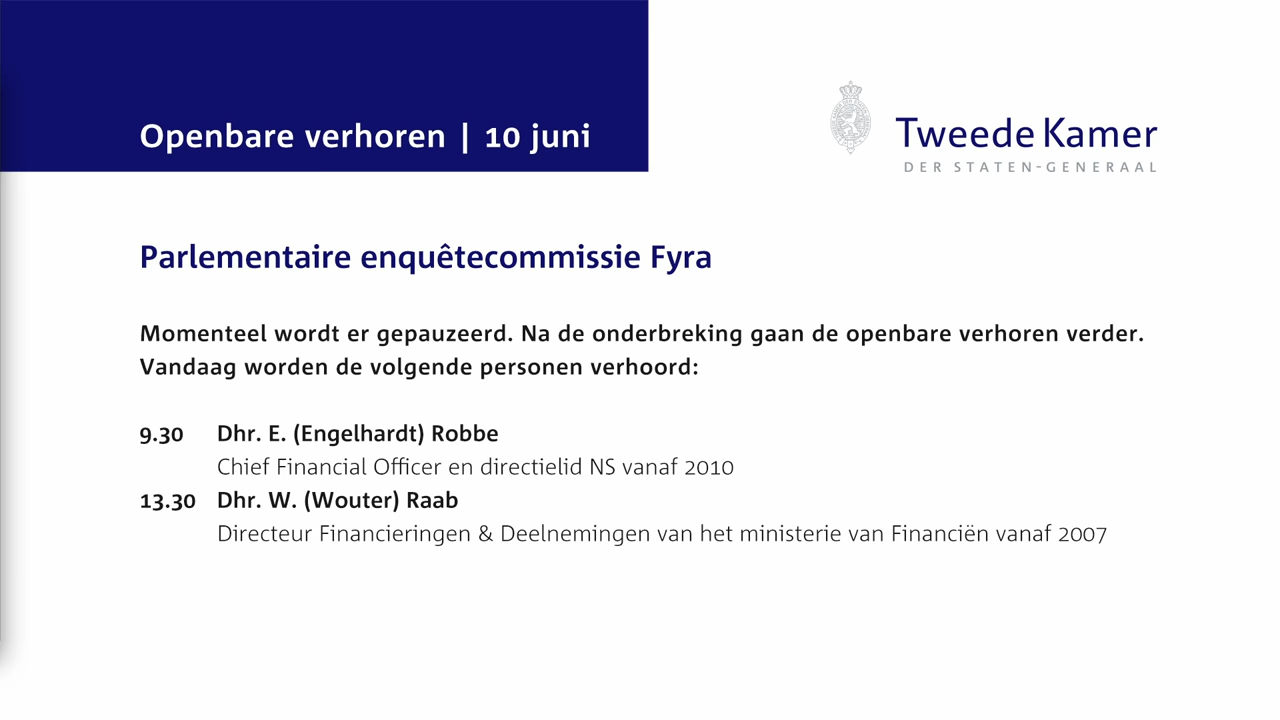 Openbare verhoren | 10 juni
Tweede Kamer
DER STATEN-GENERAAL
Parlementaire enquêtecommissie Fyra
Momenteel wordt er gepauzeerd. Na de onderbreking gaan de openbare verhoren verder.
Vandaag worden de volgende personen verhoord:
9.30 Dhr. E. (Engelhardt) Robbe
Chief Financial Officer en directielid NS vanaf 2010
13.30 Dhr. W. (Wouter) Raab
Directeur Financieringen & Deelnemingen van het ministerie van Financiën vanaf 2007